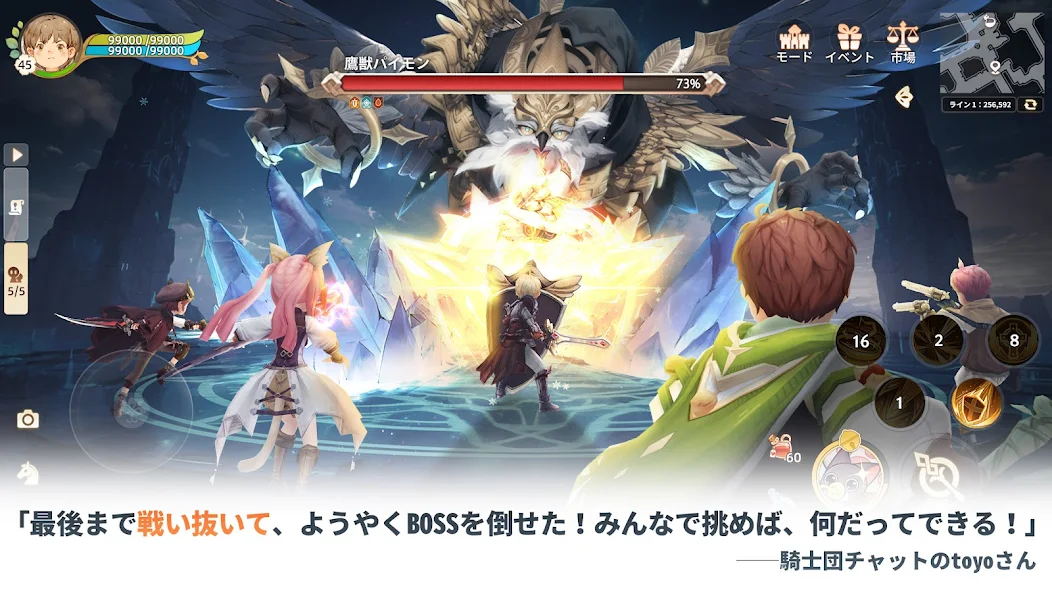 99000 /99000
99000 /99000
45
鷹獣パイモン
73%
モード
イベント
市場
ライン1:256,592
5/5
16
2
8
1
60
「最後まで戦い抜いて、ようやくBOSSを倒せた!みんなで挑めば、何だってできる!」
──騎士団チャットのtoyoさん